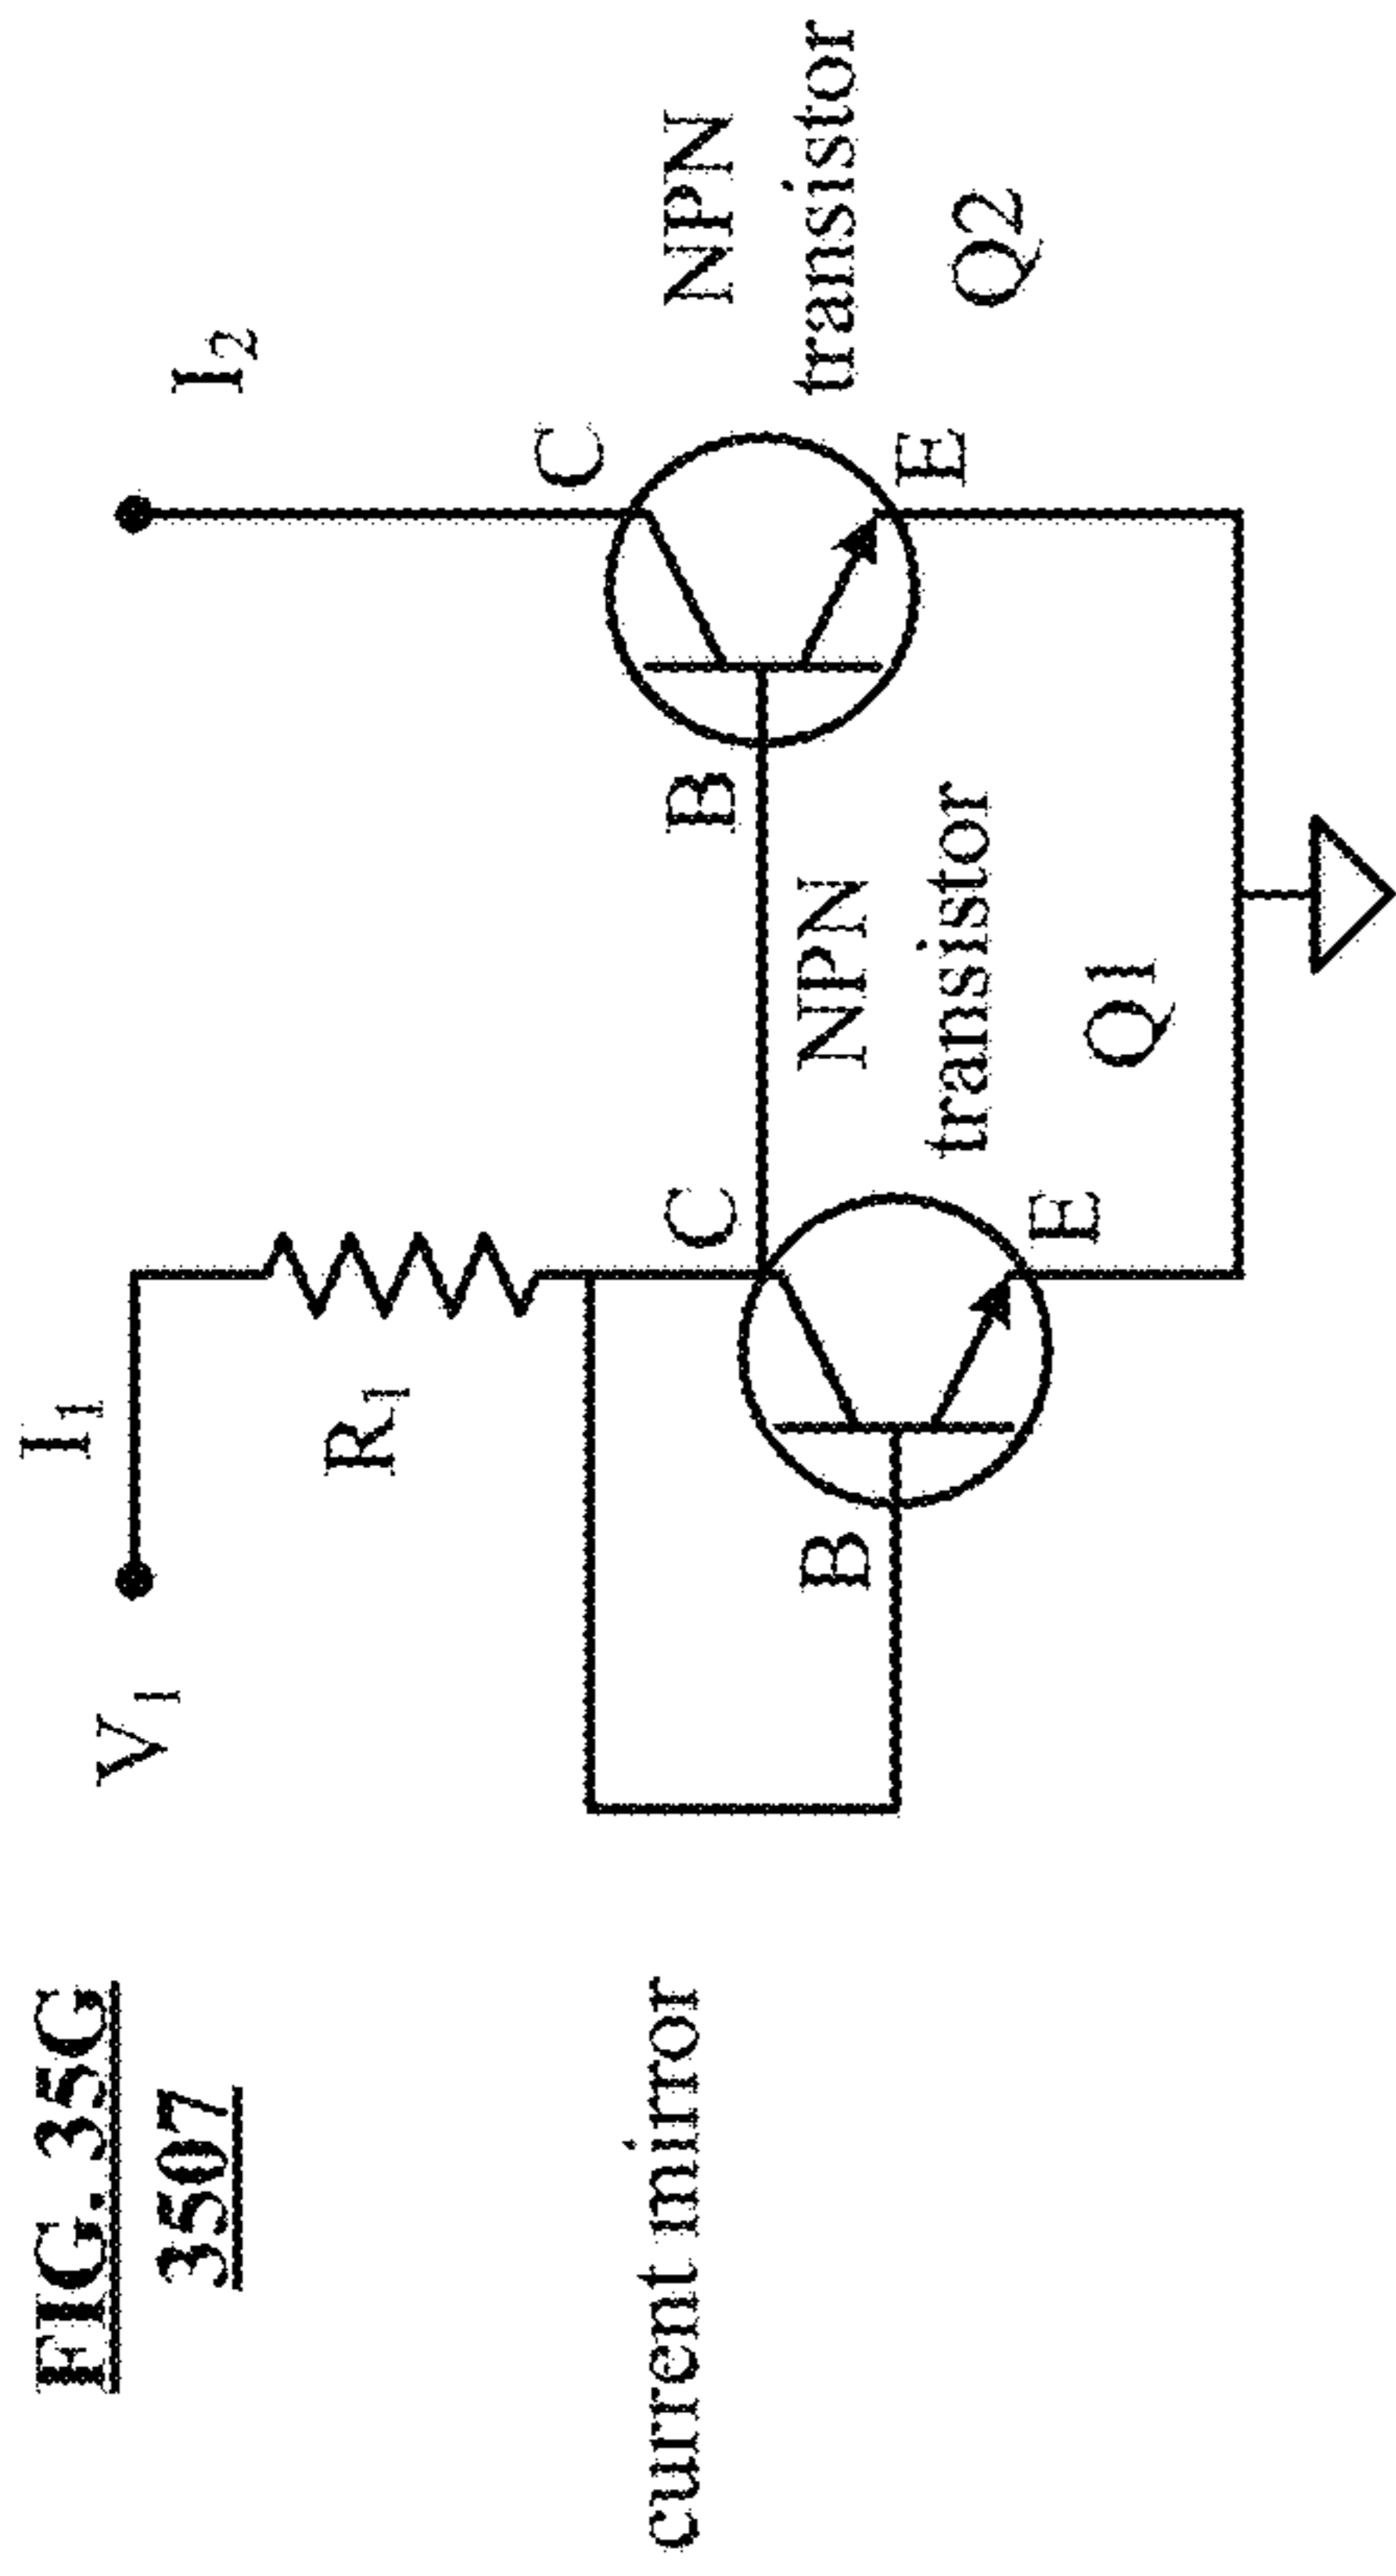 FIG. 35G
3507
current mirror
V₁
I₁
R₁
B
C
E
NPN
transistor
Q1
I₂
B
C
E
NPN
transistor
Q2